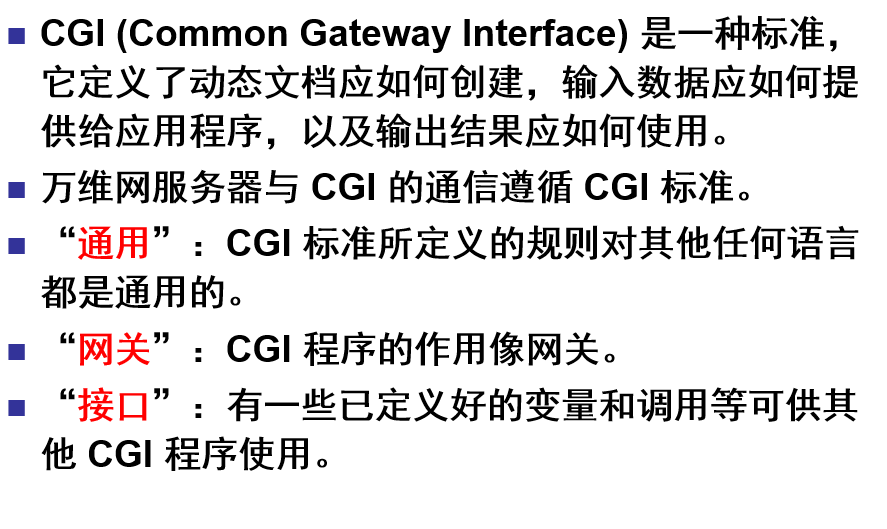 CGI (Common Gateway Interface) 是一种标准，
它定义了动态文档应如何创建，输入数据应如何提
供给应用程序，以及输出结果应如何使用。
万维网服务器与 CGI 的通信遵循 CGI 标准。
“通用”：CGI 标准所定义的规则对其他任何语言
都是通用的。
“网关”：CGI 程序的作用像网关。
“接口”：有一些已定义好的变量和调用等可供其
他 CGI 程序使用。